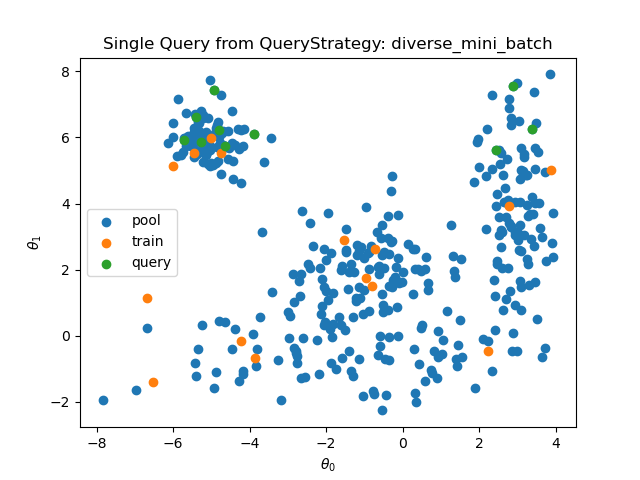 Single Query from QueryStrategy: diverse_mini_batch
8
6
4
2
0
−2
θ1
pool
train
query
−8
−6
−4
−2
0
2
4
θ0